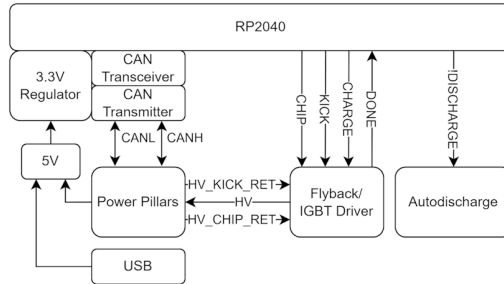 RP2040
3.3V
Regulator
CAN
Transceiver
CAN
Transmitter
CANL
CANH
CHIP
KICK
CHARGE
DONE
!DISCHARGE
5V
Power Pillars
HV_KICK_RET
HV
HV_CHIP_RET
Flyback/
IGBT Driver
Autodischarge
USB